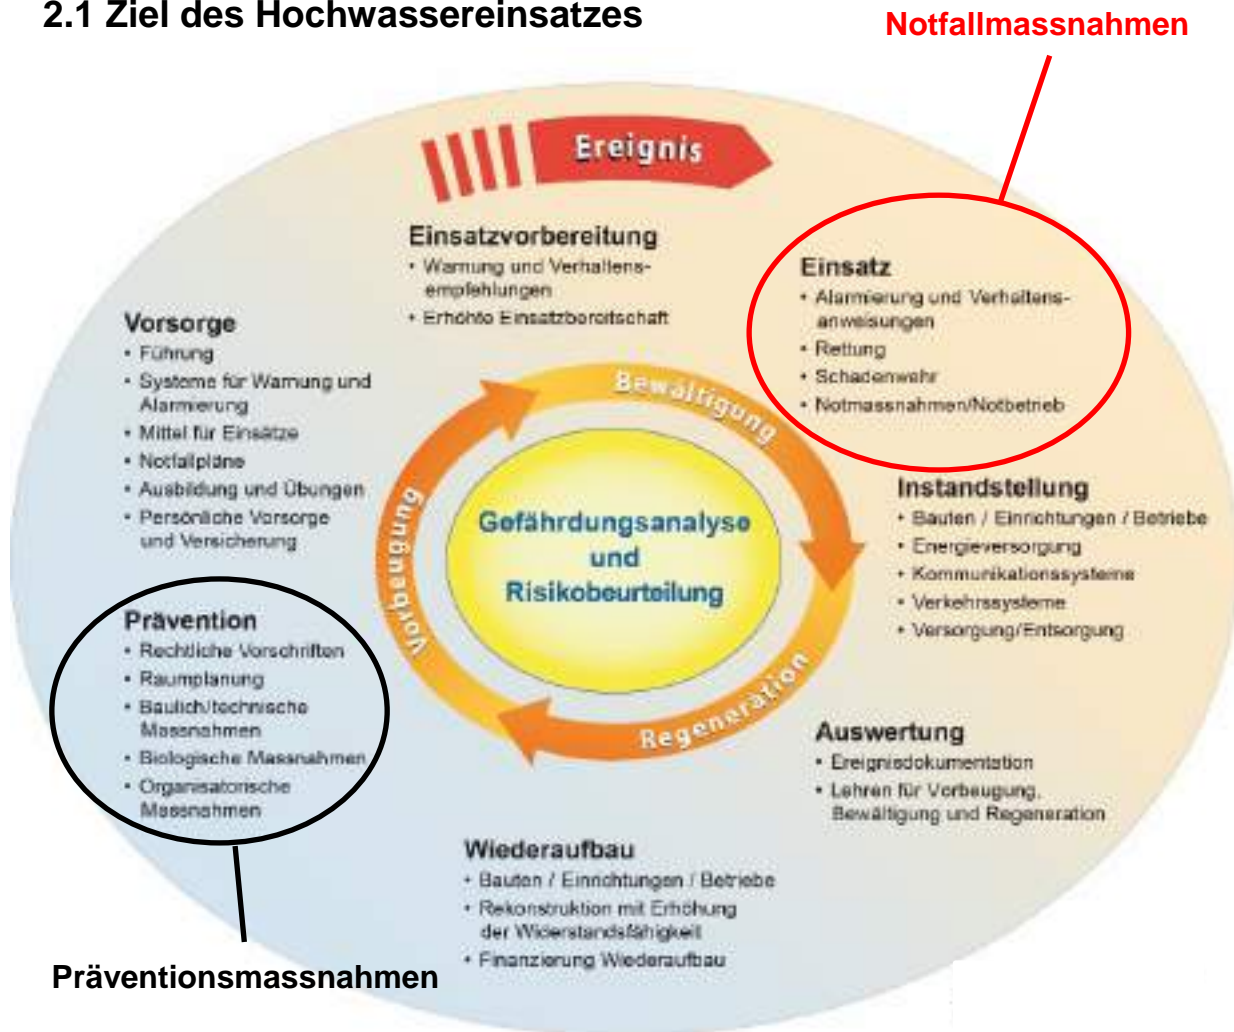 2.1 Ziel des Hochwassereinsatzes
Notfallmassnahmen
Ereignis
Einsatzvorbereitung
• Warnung und Verhaltens-
empfehlungen
• Erhöhte Einsatzbereitschaft
Einsatz
• Alarmierung und Verhaltens-
anweisungen
• Rettung
• Schadenwehr
• Notmassnahmen/Notbetrieb
Vorsorge
• Führung
• Systeme für Warnung und
Alarmierung
• Mittel für Einsätze
• Notfallpläne
• Ausbildung und Übungen
• Persönliche Vorsorge
und Versicherung
Bewältigung
Vorbeugung
Regeneration
Gefährdungsanalyse
und
Risikobeurteilung
Instandstellung
• Bauten / Einrichtungen / Betriebe
• Energieversorgung
• Kommunikationssysteme
• Verkehrssysteme
• Versorgung/Entsorgung
Prävention
• Rechtliche Vorschriften
• Raumplanung
• Baulich/technische
Massnahmen
• Biologische Massnahmen
• Organisatorische
Massnahmen
Auswertung
• Ereignisdokumentation
• Lehren für Vorbeugung,
Bewältigung und Regeneration
Wiederaufbau
• Bauten / Einrichtungen / Betriebe
• Rekonstruktion mit Erhöhung
der Widerstandsfähigkeit
• Finanzierung Wiederaufbau
Präventionsmassnahmen